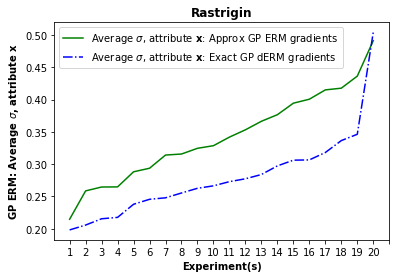 Rastrigin
Average σ, attribute x: Approx GP ERM gradients
Average σ, attribute x: Exact GP dERM gradients
GP ERM: Average σ, attribute x
0.50
0.45
0.40
0.35
0.30
0.25
0.20
1 2 3 4 5 6 7 8 9 10 11 12 13 14 15 16 17 18 19 20
Experiment(s)